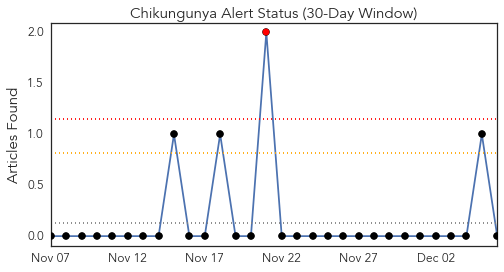 Chikungunya Alert Status (30-Day Window)
Articles Found
2.0
1.5
1.0
0.5
0.0
Nov 07 Nov 12 Nov 17 Nov 22 Nov 27 Dec 02